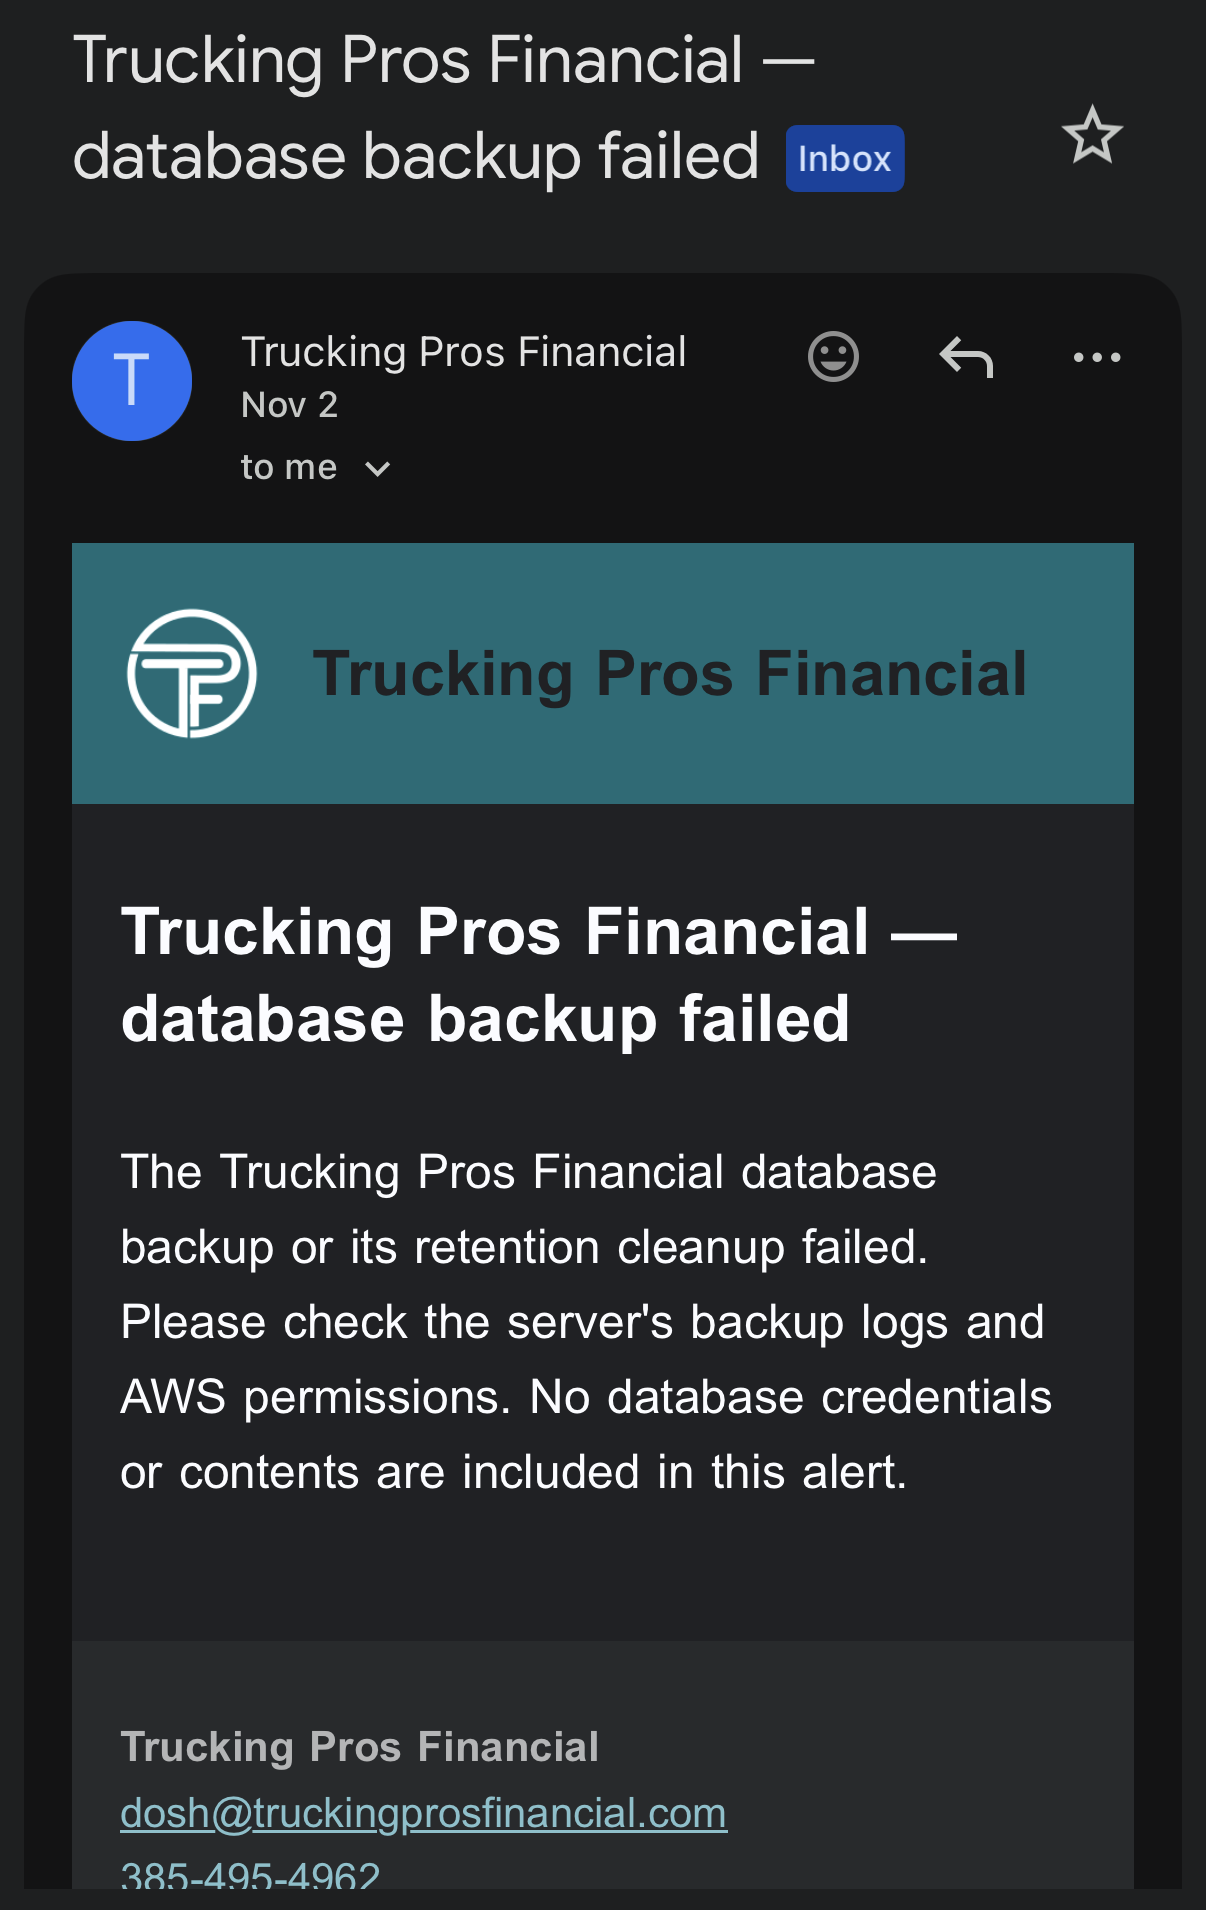 Trucking Pros Financial —
database backup failed Inbox
T
Trucking Pros Financial
Nov 2
to me
TPF Trucking Pros Financial
Trucking Pros Financial —
database backup failed
The Trucking Pros Financial database
backup or its retention cleanup failed.
Please check the server's backup logs and
AWS permissions. No database credentials
or contents are included in this alert.
Trucking Pros Financial
dosh@truckingprosfinancial.com
385-495-4962